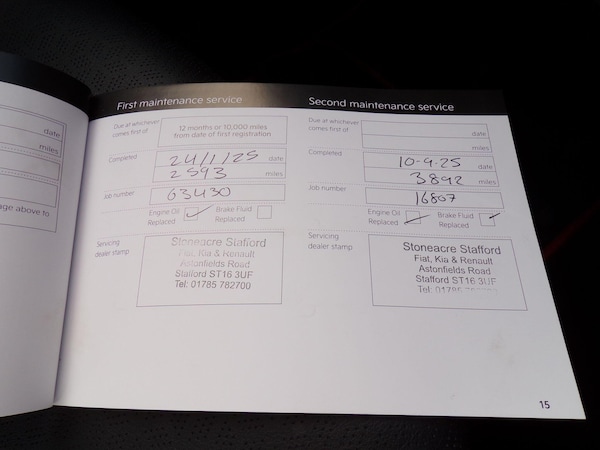 date
miles
age above to
First maintenance service
Due at whichever
comes first of
12 months or 10,000 miles
from date of first registration
Completed
24/1/25 date
2593 miles
Job number
63430
Engine Oil
Replaced
Brake Fluid
Replaced
Servicing
dealer stamp
Stoneacre Stafford
Fiat, Kia & Renault
Astonfields Road
Stafford ST16 3UF
Tel: 01785 782700
Second maintenance service
Due at whichever
comes first of
date
miles
Completed
10-9-25 date
3892 miles
Job number
16807
Engine Oil
Replaced
Brake Fluid
Replaced
Servicing
dealer stamp
Stoneacre Stafford
Fiat, Kia & Renault
Astonfields Road
Stafford ST16 3UF
Tel: 01785
15